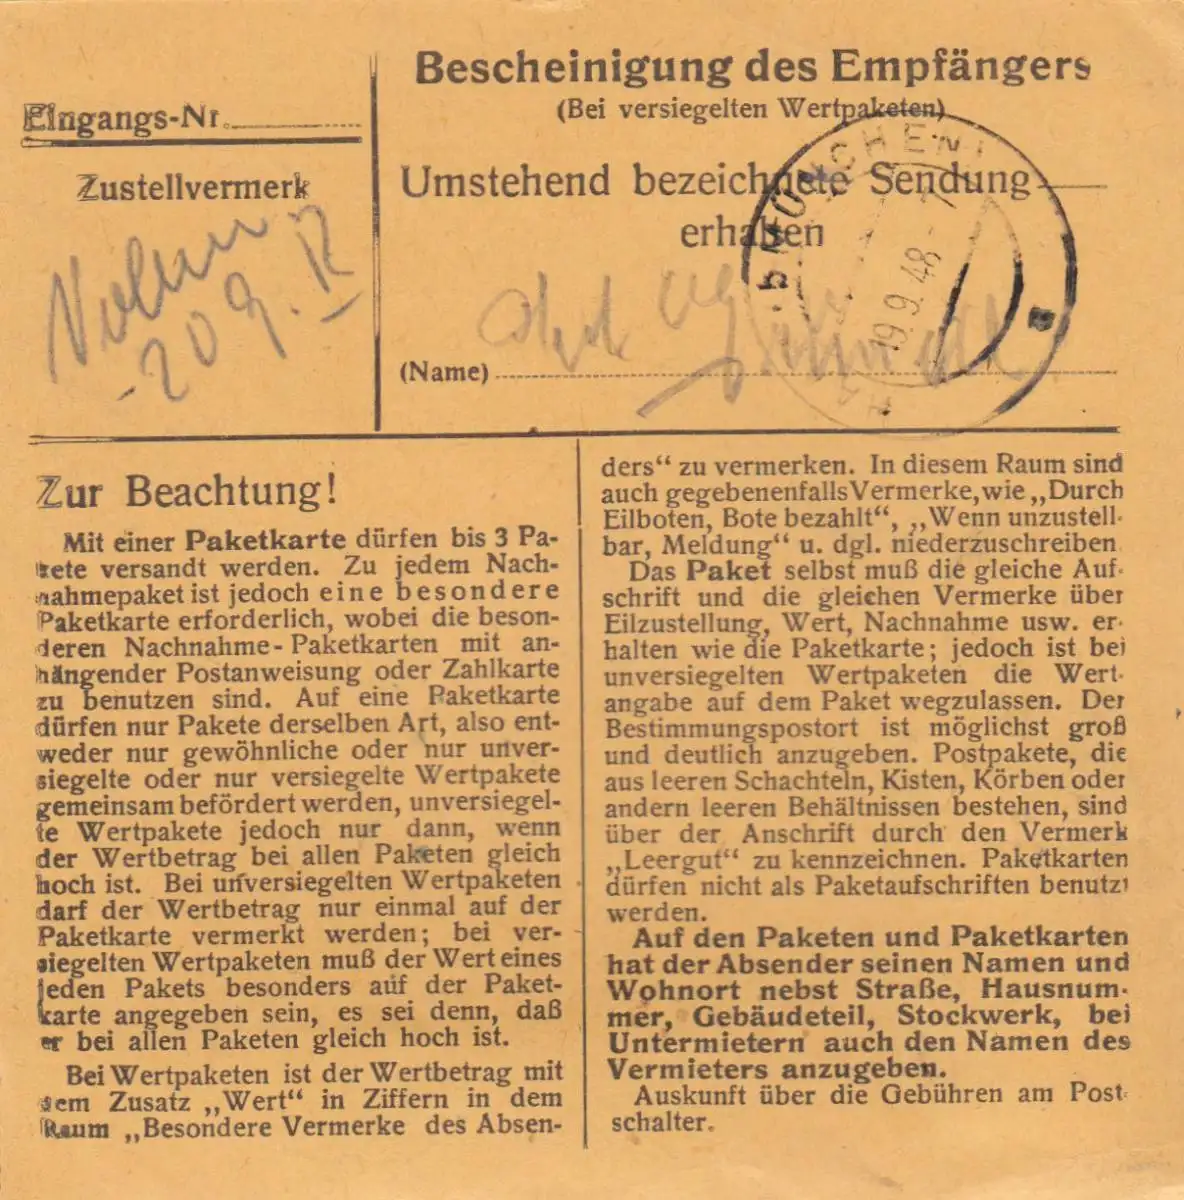 Eingangs-Nr.
Zustellvermerk
20 9.
Bescheinigung des Empfängers
(Bei versiegelten Wertpaketen)
Umstehend bezeichnete Sendung
erhalten
(Name)
MÜNCHEN
19.9.48
Zur Beachtung!
Mit einer Paketkarte dürfen bis 3 Pa-
kete versandt werden. Zu jedem Nach-
nahmepaket ist jedoch eine besondere
Paketkarte erforderlich, wobei die beson-
deren Nachnahme-Paketkarten mit an-
hängender Postanweisung oder Zahlkarte
zu benutzen sind. Auf eine Paketkarte
dürfen nur Pakete derselben Art, also ent-
weder nur gewöhnliche oder nur unver-
siegelte oder nur versiegelte Wertpakete
gemeinsam befördert werden, unversiegel-
te Wertpakete jedoch nur dann, wenn
der Wertbetrag bei allen Paketen gleich
hoch ist. Bei unversiegelten Wertpaketen
darf der Wertbetrag nur einmal auf der
Paketkarte vermerkt werden; bei ver-
siegelten Wertpaketen muß der Wert eines
jeden Pakets besonders auf der Paket-
karte angegeben sein, es sei denn, daß
er bei allen Paketen gleich hoch ist.
Bei Wertpaketen ist der Wertbetrag mit
dem Zusatz „Wert“ in Ziffern in dem
Raum „Besondere Vermerke des Absen-
ders“ zu vermerken. In diesem Raum sind
auch gegebenenfalls Vermerke, wie „Durch
Eilboten, Bote bezahlt“, „Wenn unzustell-
bar, Meldung“ u. dgl. niederzuschreiben
Das Paket selbst muß die gleiche Auf-
schrift und die gleichen Vermerke über
Eilzustellung, Wert, Nachnahme usw. er-
halten wie die Paketkarte; jedoch ist bei
unversiegelten Wertpaketen die Wert-
angabe auf dem Paket wegzulassen. Der
Bestimmungspostort ist möglichst groß
und deutlich anzugeben. Postpakete, die
aus leeren Schachteln, Kisten, Körben oder
andern leeren Behältnissen bestehen, sind
über der Anschrift durch den Vermerk
„Leergut“ zu kennzeichnen. Paketkarten
dürfen nicht als Paketaufschriften benutzt
werden.
Auf den Paketen und Paketkarten
hat der Absender seinen Namen und
Wohnort nebst Straße, Hausnum-
mer, Gebäudeteil, Stockwerk, bei
Untermietern auch den Namen des
Vermieters anzugeben.
Auskunft über die Gebühren am Post-
schalter.